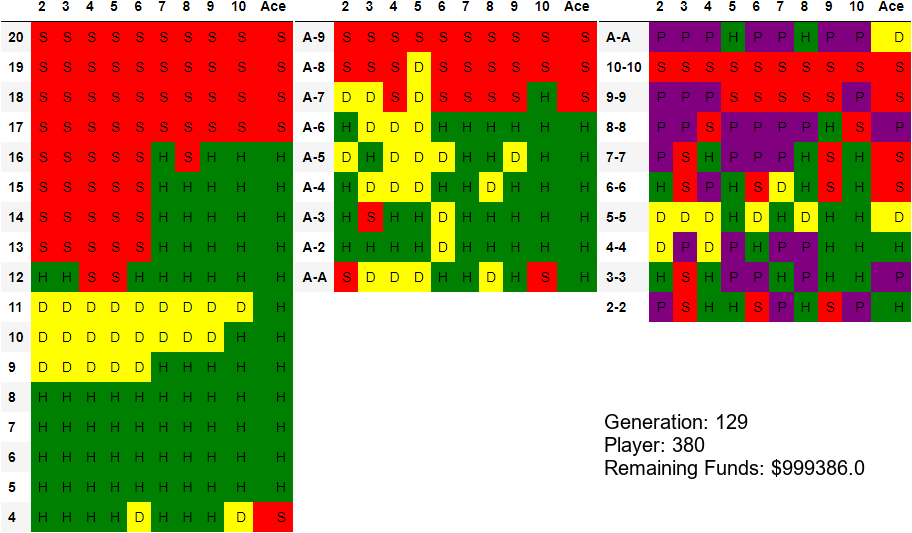 2 3 4 5 6 7 8 9 10 Ace
20 S S S S S S S S S S
19 S S S S S S S S S S
18 S S S S S S S S S S
17 S S S S S S S S S S
16 S S S S S H S H H H
15 S S S S S H H H H H
14 S S S S S H H H H H
13 S S S S S H H H H H
12 H H S S H H H H H H
11 D D D D D D D D D H
10 D D D D D D D D H H
9 D D D D D H H H H H
8 H H H H H H H H H H
7 H H H H H H H H H H
6 H H H H H H H H H H
5 H H H H H H H H H H
4 H H H H D H H H D S
2 3 4 5 6 7 8 9 10 Ace
A-9 S S S S S S S S S S
A-8 S S S D S S S S S S
A-7 D D S D S S S S H S
A-6 H D D D H H H H H H
A-5 D H D D D H H D H H
A-4 H D D D H H D H H H
A-3 H S H H D H H H H H
A-2 H H H H D H H H H H
A-A S D D D H H D H S H
2 3 4 5 6 7 8 9 10 Ace
A-A P P P H P P H P P D
10-10 S S S S S S S S S S
9-9 P P P S S S S S P S
8-8 P P S P P P P H S P
7-7 P S H P P P H S H S
6-6 H S P H S D H S H S
5-5 D D D H D H D H H D
4-4 D P D P H P P H H H
3-3 H S H P P H P H H P
2-2 P S H H S P H S P H
Generation: 129
Player: 380
Remaining Funds: $999386.0